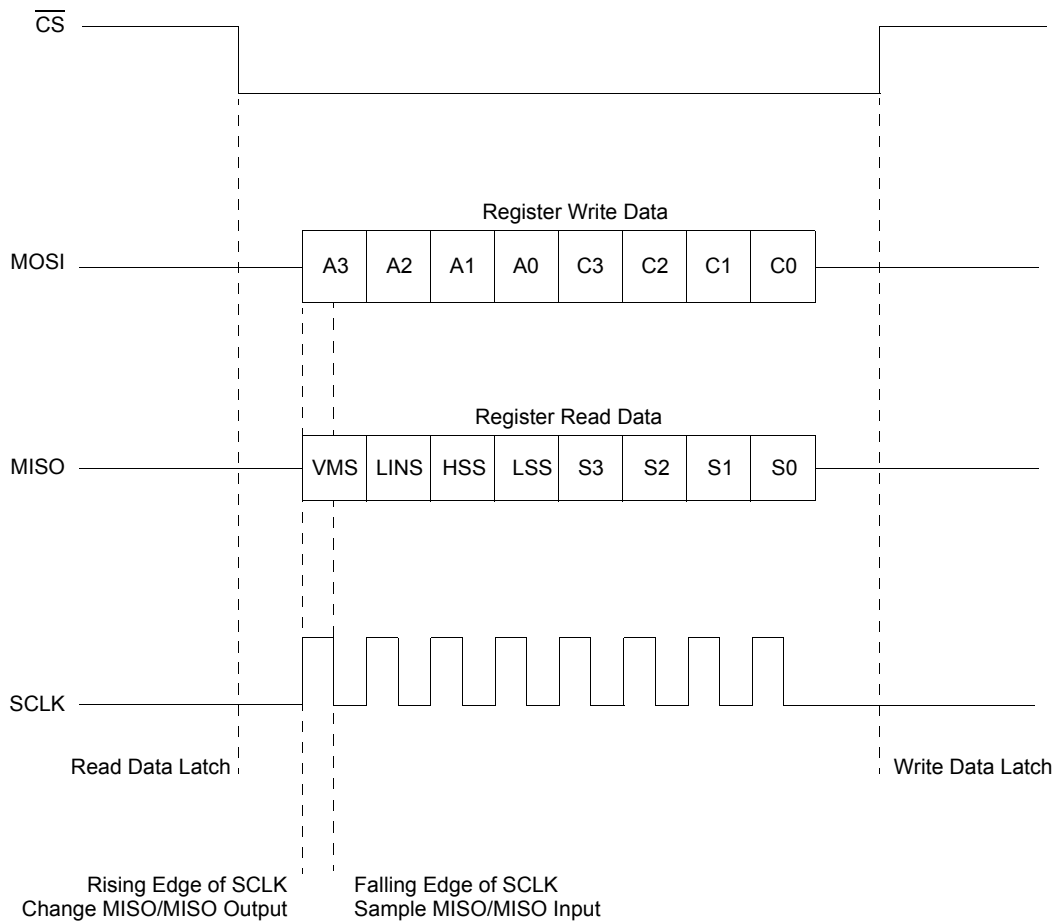 CS
Register Write Data
MOSI
A3 A2 A1 A0 C3 C2 C1 C0
Register Read Data
MISO
VMS LINS HSS LSS S3 S2 S1 S0
SCLK
Read Data Latch
Write Data Latch
Rising Edge of SCLK
Change MISO/MISO Output
Falling Edge of SCLK
Sample MISO/MISO Input